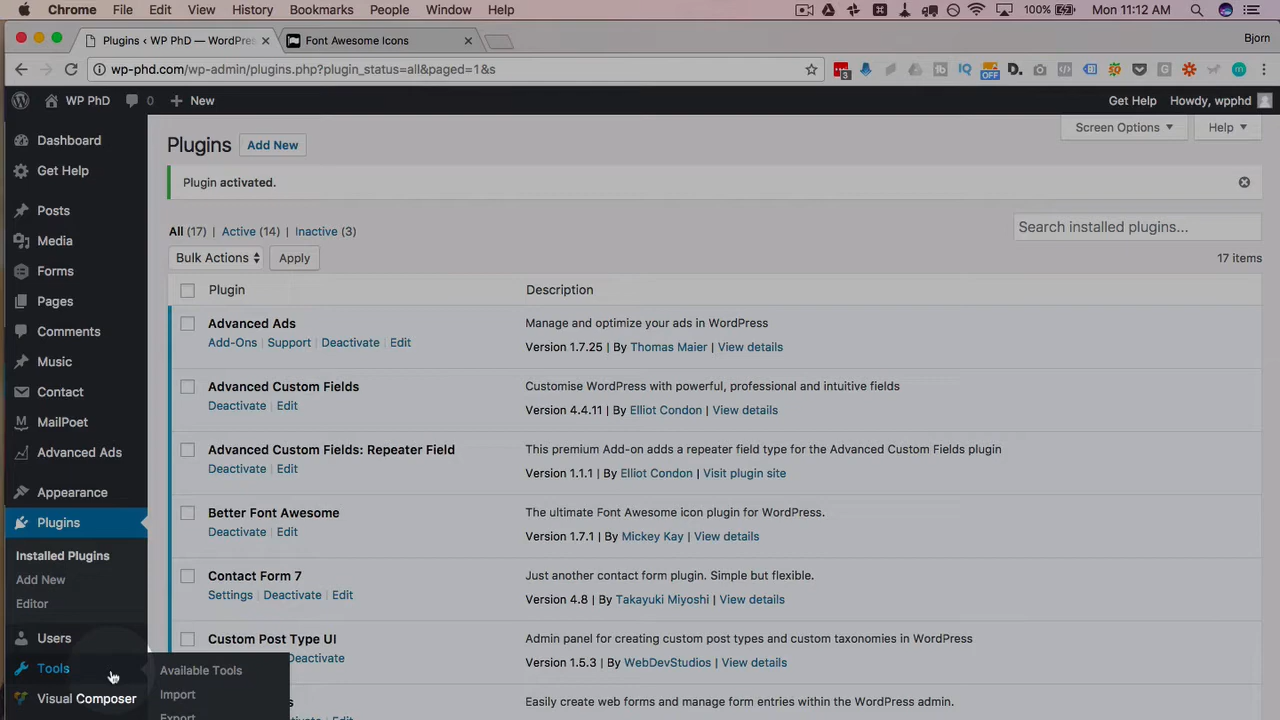 Chrome File Edit View History Bookmarks People Window Help 100% Mon 11:12 AM
Plugins ‹ WP PhD — WordPres Font Awesome Icons Bjorn
wp-phd.com/wp-admin/plugins.php?plugin_status=all&paged=1&s
WP PhD 0 New Get Help Howdy, wpphd
Dashboard
Get Help
Posts
Media
Forms
Pages
Comments
Music
Contact
MailPoet
Advanced Ads
Appearance
Plugins
Installed Plugins
Add New
Editor
Users
Tools
Visual Composer
Available Tools
Import
Export
Screen Options Help
Plugins Add New
Plugin activated.
All (17) | Active (14) | Inactive (3)
Search installed plugins...
Bulk Actions Apply
17 items
Plugin Description
Advanced Ads
Add-Ons | Support | Deactivate | Edit
Manage and optimize your ads in WordPress
Version 1.7.25 | By Thomas Maier | View details
Advanced Custom Fields
Deactivate | Edit
Customise WordPress with powerful, professional and intuitive fields
Version 4.4.11 | By Elliot Condon | View details
Advanced Custom Fields: Repeater Field
Deactivate | Edit
This premium Add-on adds a repeater field type for the Advanced Custom Fields plugin
Version 1.1.1 | By Elliot Condon | Visit plugin site
Better Font Awesome
Deactivate | Edit
The ultimate Font Awesome icon plugin for WordPress.
Version 1.7.1 | By Mickey Kay | View details
Contact Form 7
Settings | Deactivate | Edit
Just another contact form plugin. Simple but flexible.
Version 4.8 | By Takayuki Miyoshi | View details
Custom Post Type UI
Deactivate | Edit
Admin panel for creating custom post types and custom taxonomies in WordPress
Version 1.5.3 | By WebDevStudios | View details
Easily create web forms and manage form entries within the WordPress admin.